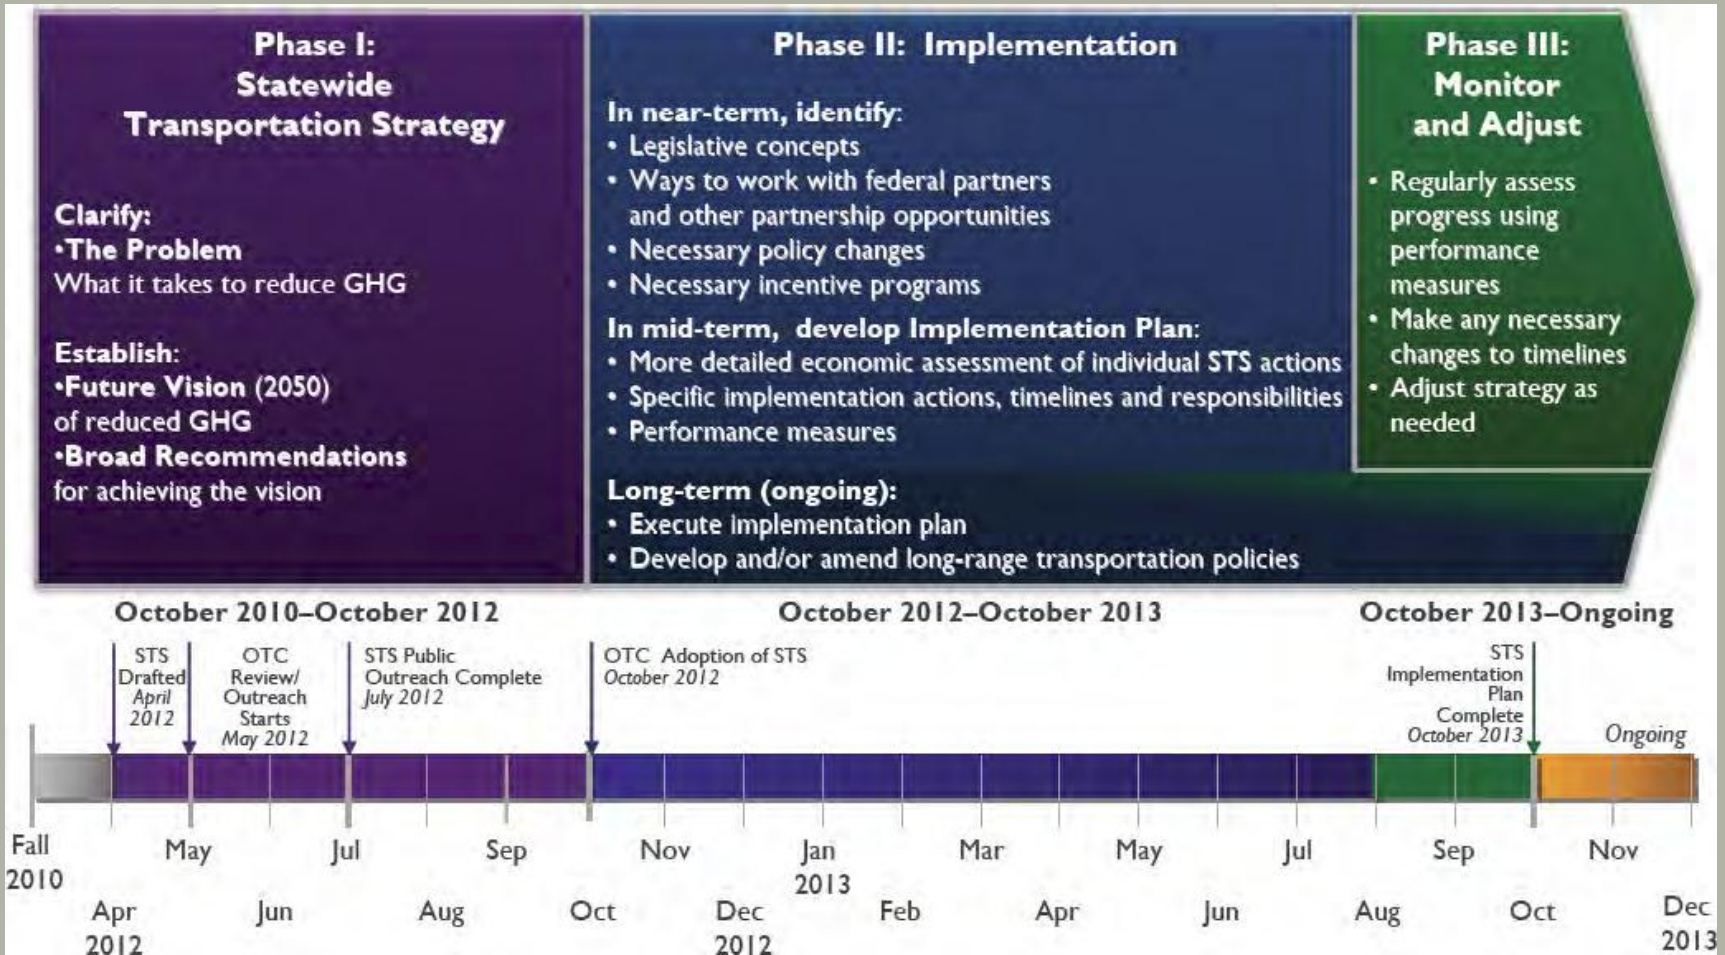 Phase I:
Statewide
Transportation Strategy
Clarify:
•The Problem
What it takes to reduce GHG
Establish:
•Future Vision (2050)
of reduced GHG
•Broad Recommendations
for achieving the vision
Phase II: Implementation
In near-term, identify:
• Legislative concepts
• Ways to work with federal partners
and other partnership opportunities
• Necessary policy changes
• Necessary incentive programs
In mid-term, develop Implementation Plan:
• More detailed economic assessment of individual STS actions
• Specific implementation actions, timelines and responsibilities
• Performance measures
Long-term (ongoing):
• Execute implementation plan
• Develop and/or amend long-range transportation policies
Phase III:
Monitor
and Adjust
• Regularly assess
progress using
performance
measures
• Make any necessary
changes to timelines
• Adjust strategy as
needed
October 2010–October 2012
October 2012–October 2013
October 2013–Ongoing
STS
Drafted
April
2012
OTC
Review/
Outreach
Starts
May 2012
STS Public
Outreach Complete
July 2012
OTC Adoption of STS
October 2012
STS
Implementation
Plan
Complete
October 2013
Ongoing
Fall
2010
May
Jul
Sep
Nov
Jan
2013
Mar
May
Jul
Sep
Nov
Apr
2012
Jun
Aug
Oct
Dec
2012
Feb
Apr
Jun
Aug
Oct
Dec
2013